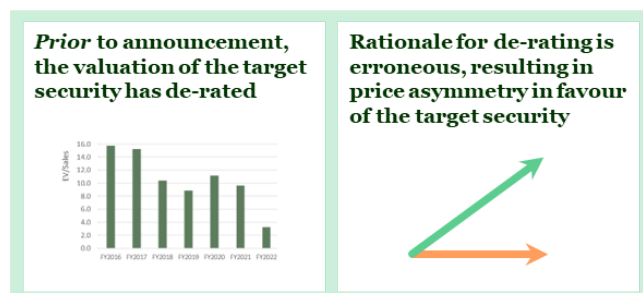 Prior to announcement,
the valuation of the target
security has de-rated
EV/Sales
16.0
14.0
12.0
10.0
8.0
6.0
4.0
2.0
0.0
FY2016 FY2017 FY2018 FY2019 FY2020 FY2021 FY2022
Rationale for de-rating is
erroneous, resulting in
price asymmetry in favour
of the target security